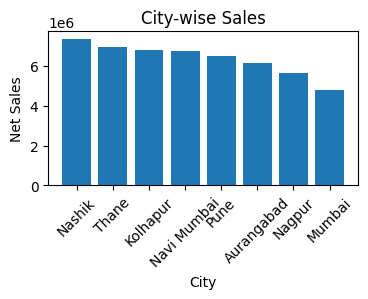 City-wise Sales
1e6
Net Sales
6
4
2
0
Nashik
Thane
Kolhapur
Navi Mumbai
Pune
Aurangabad
Nagpur
Mumbai
City